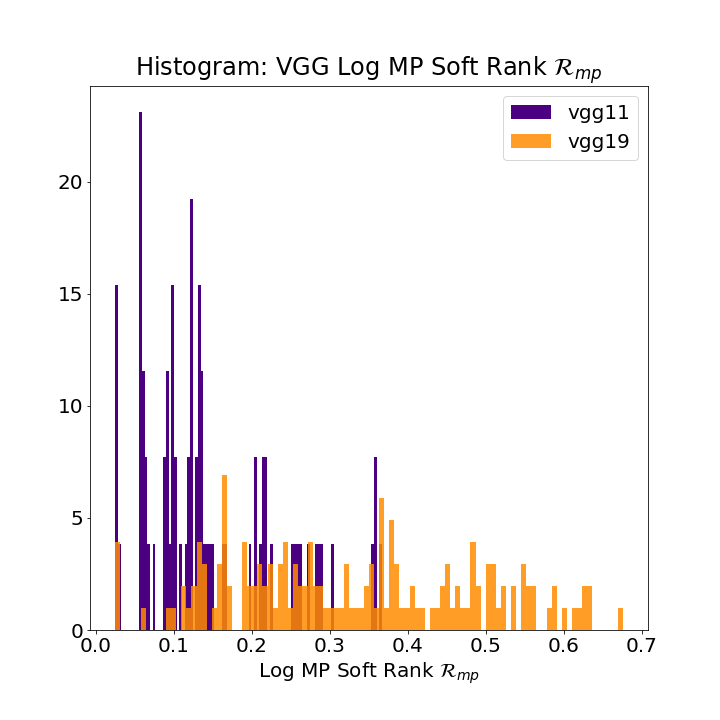 Histogram: VGG Log MP Soft Rank ℛₘₚ
vgg11
vgg19
20
15
10
5
0
0.0 0.1 0.2 0.3 0.4 0.5 0.6 0.7
Log MP Soft Rank ℛₘₚ